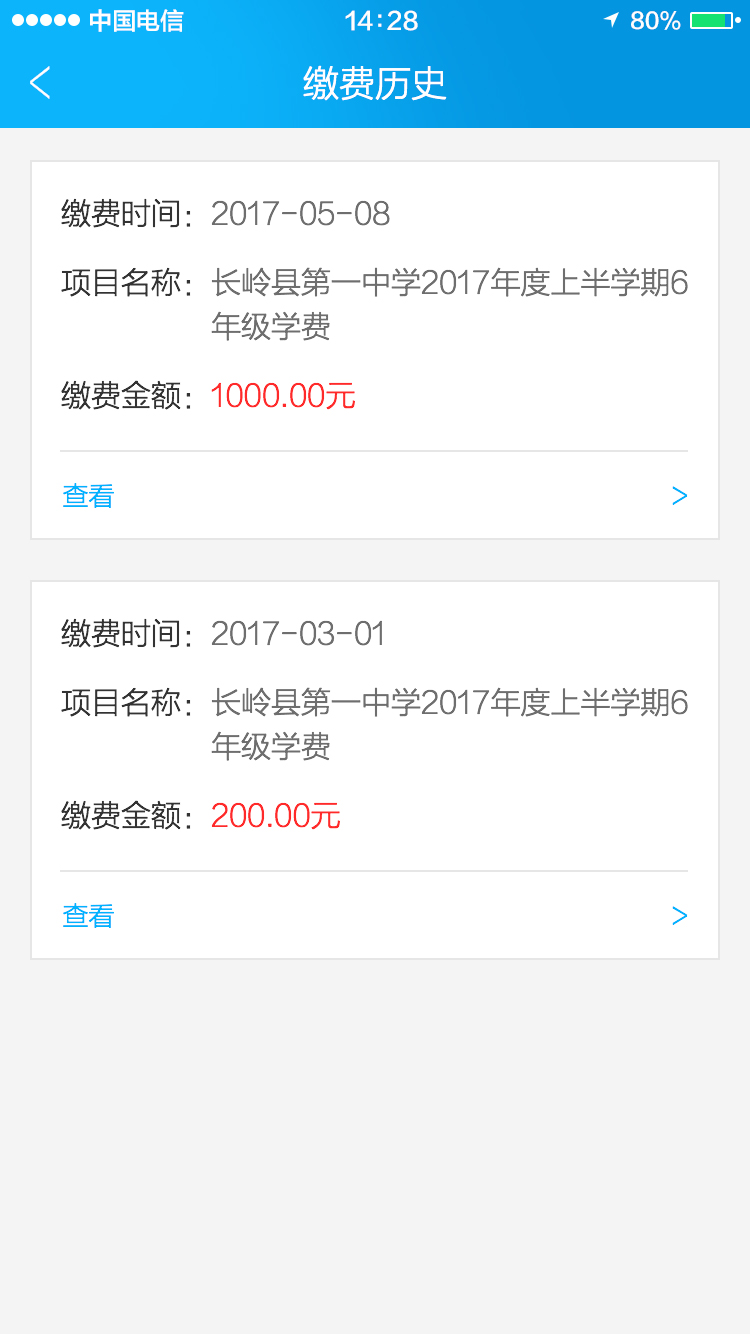 中国电信 14:28 80%
缴费历史
缴费时间：2017-05-08
项目名称：长岭县第一中学2017年度上半学期6
年级学费
缴费金额：1000.00元
查看 >
缴费时间：2017-03-01
项目名称：长岭县第一中学2017年度上半学期6
年级学费
缴费金额：200.00元
查看 >